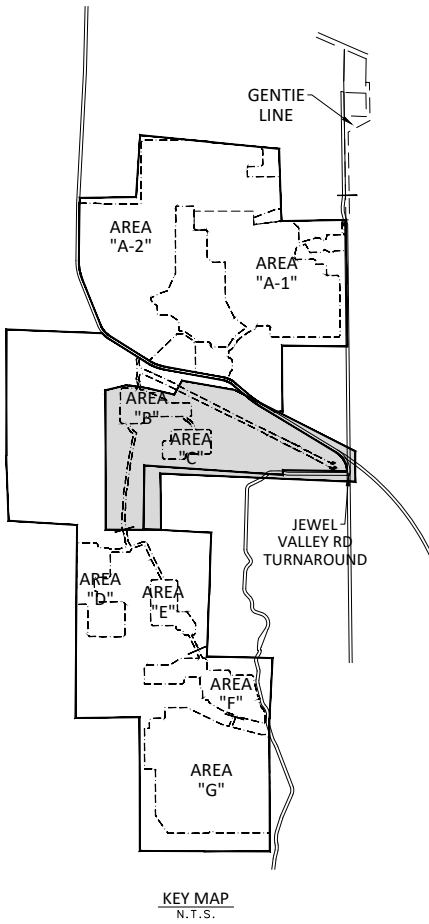 GENTIE
LINE
AREA
"A-2"
AREA
"A-1"
AREA
"B"
AREA
"C"
JEWEL
VALLEY RD
TURNAROUND
AREA
"D"
AREA
"E"
AREA
"F"
AREA
"G"
KEY MAP
N.T.S.